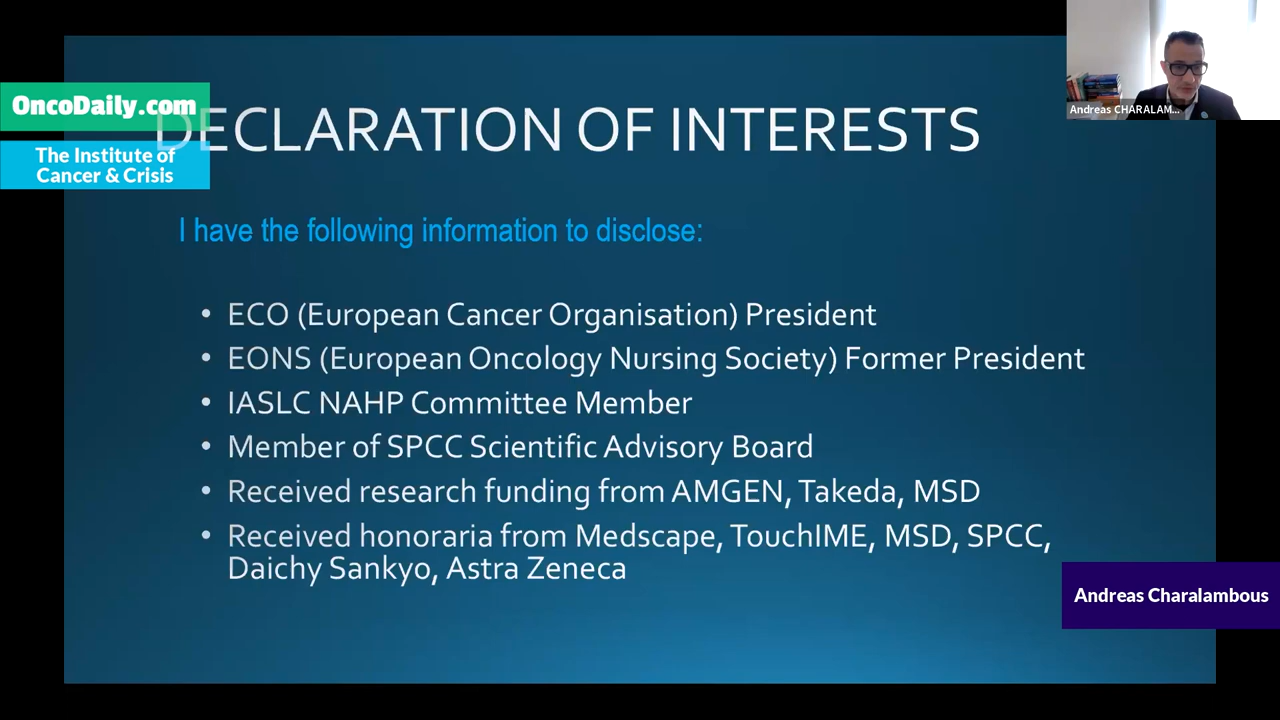 OncoDaily.com
The Institute of
Cancer & Crisis
DECLARATION OF INTERESTS
Andreas CHARALAM...
I have the following information to disclose:
• ECO (European Cancer Organisation) President
• EONS (European Oncology Nursing Society) Former President
• IASLC NAHP Committee Member
• Member of SPCC Scientific Advisory Board
• Received research funding from AMGEN, Takeda, MSD
• Received honoraria from Medscape, TouchIME, MSD, SPCC,
Daichy Sankyo, Astra Zeneca
Andreas Charalambous